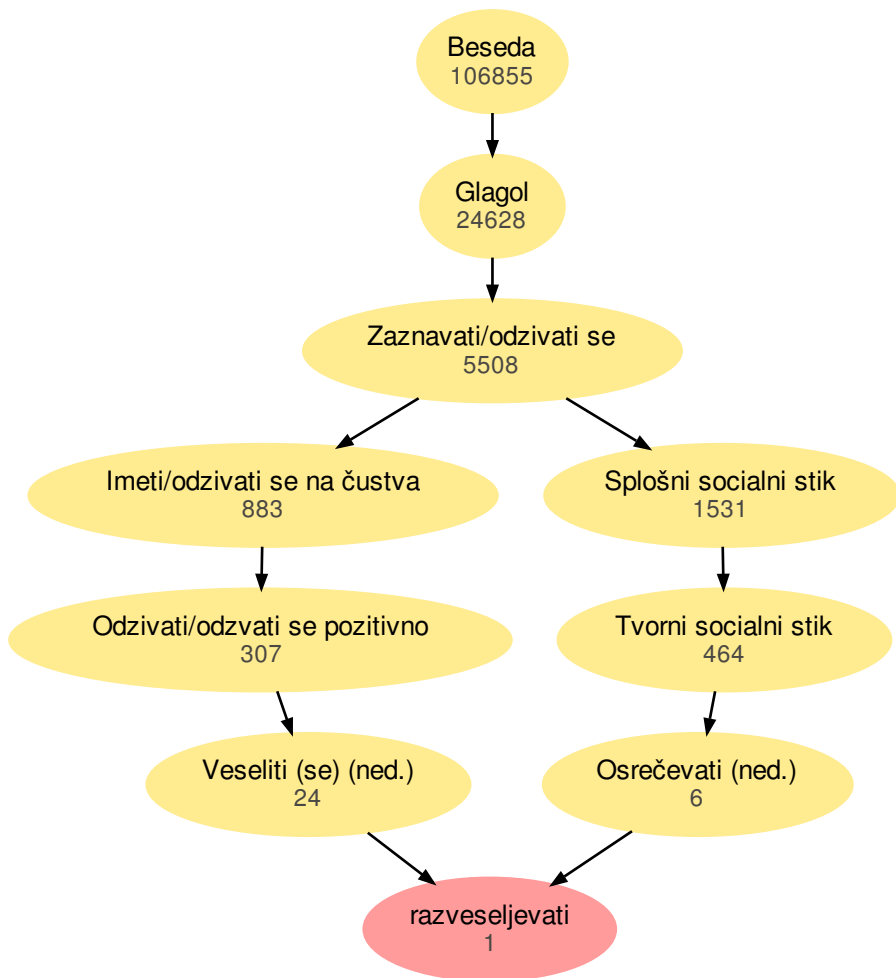 Beseda
106855
Glagol
24628
Zaznavati/odzivati se
5508
Imeti/odzivati se na čustva
883
Splošni socialni stik
1531
Odzivati/odzvati se pozitivno
307
Tvorni socialni stik
464
Veseliti (se) (ned.)
24
Osrečevati (ned.)
6
razveseljevati
1